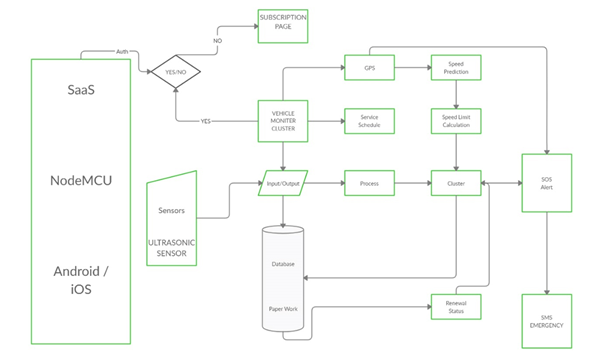 SUBSCRIPTION
PAGE
NO
Auth
YES/NO
SaaS
NodeMCU
Android /
iOS
YES
VEHICLE
MONITER
CLUSTER
GPS
Speed
Prediction
Service
Schedule
Speed Limit
Calculation
Sensors
ULTRASONIC
SENSOR
Input/Output
Process
Cluster
SOS
Alert
Database
Paper Work
Renewal
Status
SMS
EMERGENCY